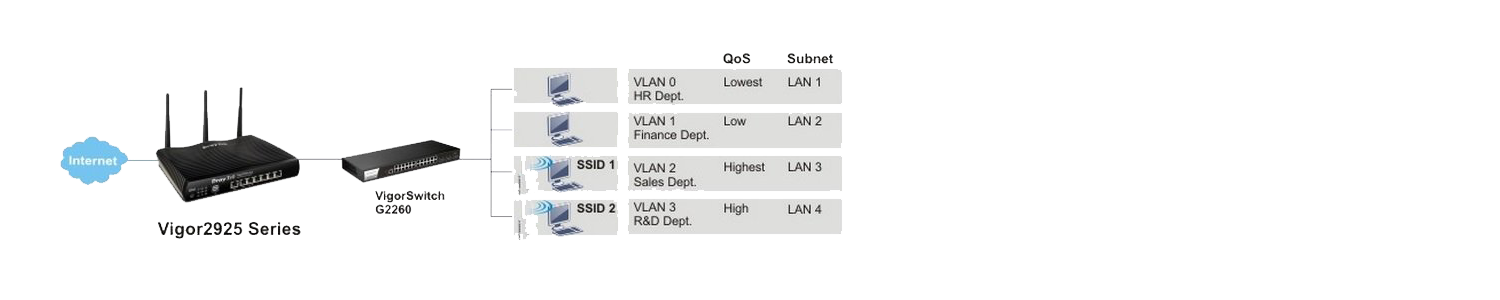 QoS Subnet
VLAN 0 Lowest LAN 1
HR Dept.
VLAN 1 Low LAN 2
Finance Dept.
Internet
SSID 1 VLAN 2 Highest LAN 3
Sales Dept.
VigorSwitch
G2260
SSID 2 VLAN 3 High LAN 4
R&D Dept.
Vigor2925 Series